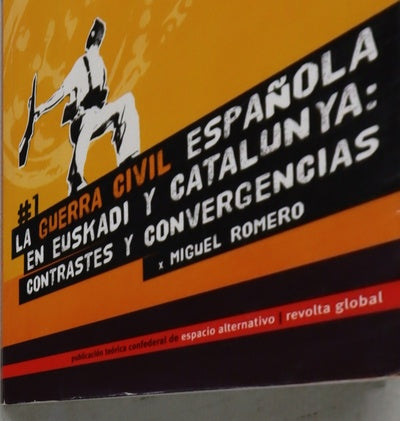 #1
LA GUERRA CIVIL ESPAÑOLA
EN EUSKADI Y CATALUNYA:
CONTRASTES Y CONVERGENCIAS
x MIGUEL ROMERO
publicación teórica confederal de espacio alternativo | revolta global